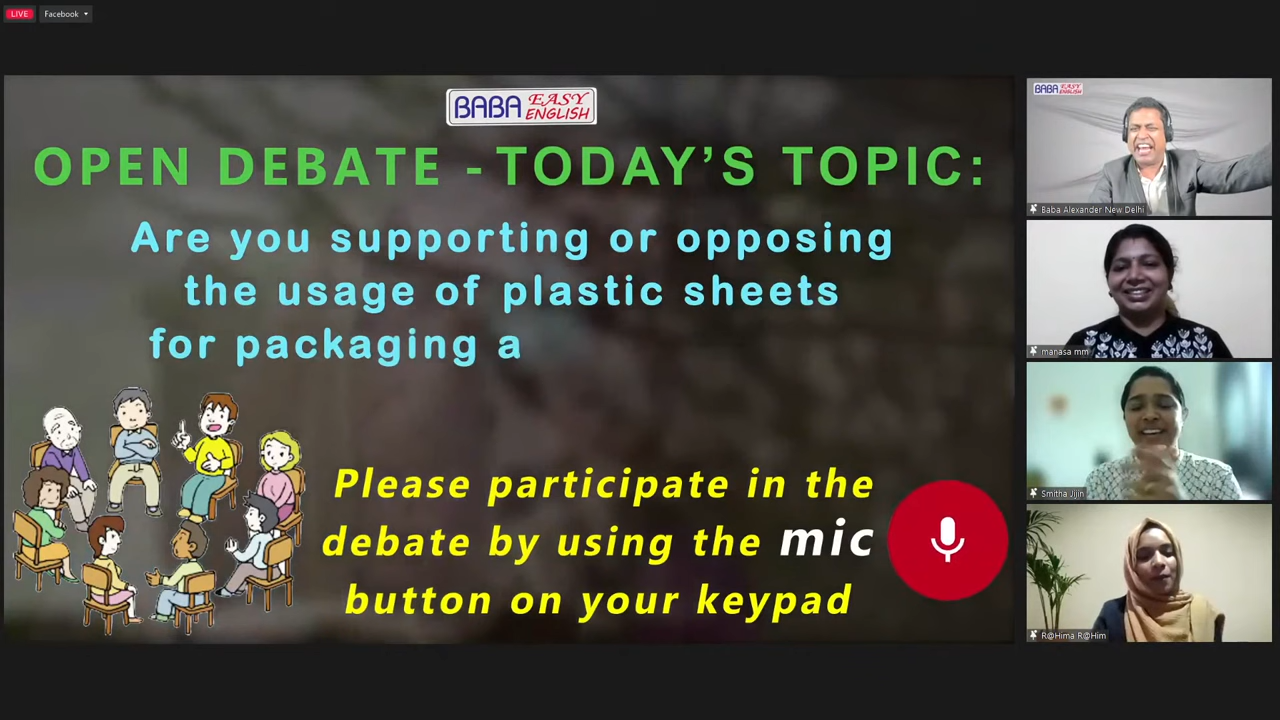 LIVE Facebook
BABA EASY ENGLISH
OPEN DEBATE - TODAY'S TOPIC:
Are you supporting or opposing
the usage of plastic sheets
for packaging a
Please participate in the
debate by using the mic
button on your keypad
BABA EASY ENGLISH
Baba Alexander New Delhi
manasa mm
Smitha Jijin
R@Hima R@Him